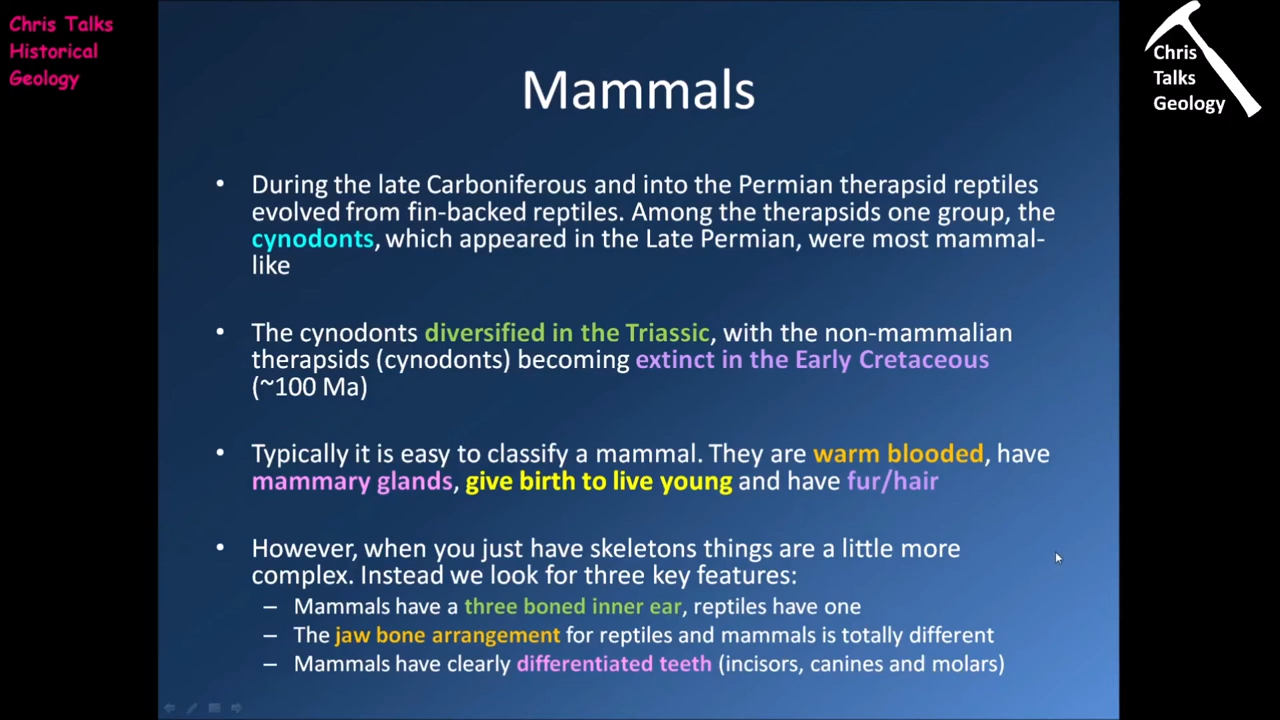 Chris Talks
Historical
Geology
Chris
Talks
Geology
Mammals
• During the late Carboniferous and into the Permian therapsid reptiles
evolved from fin-backed reptiles. Among the therapsids one group, the
cynodonts, which appeared in the Late Permian, were most mammal-
like
• The cynodonts diversified in the Triassic, with the non-mammalian
therapsids (cynodonts) becoming extinct in the Early Cretaceous
(~100 Ma)
• Typically it is easy to classify a mammal. They are warm blooded, have
mammary glands, give birth to live young and have fur/hair
• However, when you just have skeletons things are a little more
complex. Instead we look for three key features:
– Mammals have a three boned inner ear, reptiles have one
– The jaw bone arrangement for reptiles and mammals is totally different
– Mammals have clearly differentiated teeth (incisors, canines and molars)